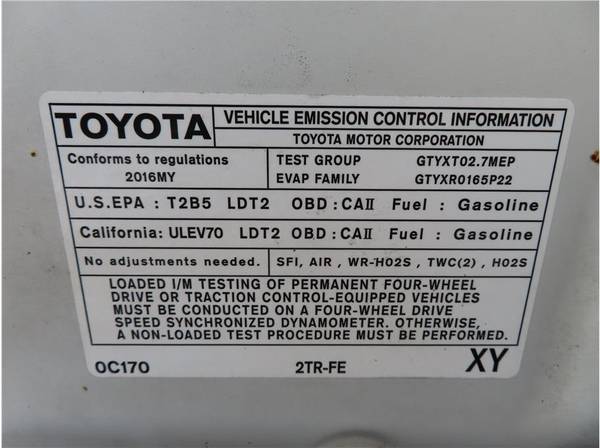 TOYOTA
VEHICLE EMISSION CONTROL INFORMATION
TOYOTA MOTOR CORPORATION
Conforms to regulations
2016MY
TEST GROUP GTYXT02.7MEP
EVAP FAMILY GTYXR0165P22
U.S.EPA : T2B5 LDT2 OBD : CAII Fuel : Gasoline
California: ULEV70 LDT2 OBD : CAII Fuel : Gasoline
No adjustments needed. SFI, AIR , WR-HO2S , TWC(2) , HO2S
LOADED I/M TESTING OF PERMANENT FOUR-WHEEL
DRIVE OR TRACTION CONTROL-EQUIPPED VEHICLES
MUST BE CONDUCTED ON A FOUR-WHEEL DRIVE
SPEED SYNCHRONIZED DYNAMOMETER. OTHERWISE,
A NON-LOADED TEST PROCEDURE MUST BE PERFORMED.
0C170 2TR-FE XY